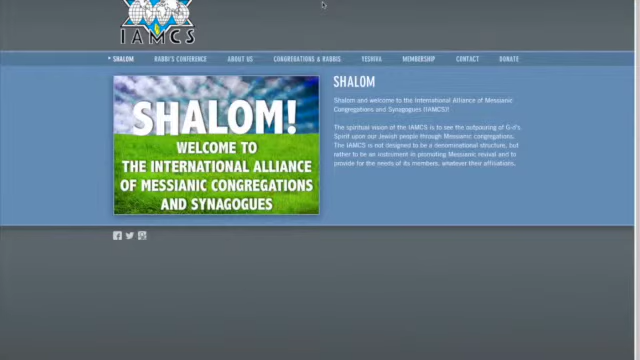 IAMCS
SHALOM RABBI'S CONFERENCE ABOUT US CONGREGATIONS & RABBIS YESHIVA MEMBERSHIP CONTACT DONATE
SHALOM!
WELCOME TO
THE INTERNATIONAL ALLIANCE
OF MESSIANIC CONGREGATIONS
AND SYNAGOGUES
SHALOM
Shalom and welcome to the International Alliance of Messianic
Congregations and Synagogues (IAMCS)!
The spiritual vision of the IAMCS is to see the outpouring of G-d's
Spirit upon our Jewish people through Messianic congregations.
The IAMCS is not designed to be a denominational structure, but
rather to be an instrument in promoting Messianic revival and to
provide for the needs of its members, whatever their affiliations.